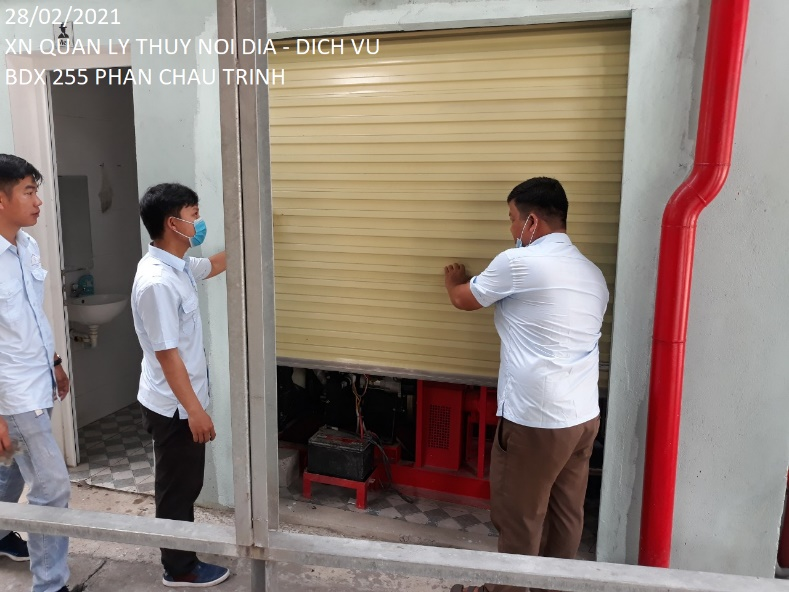 28/02/2021
XN QUAN LY THUY NOI DIA - DICH VU
BDX 255 PHAN CHAU TRINH